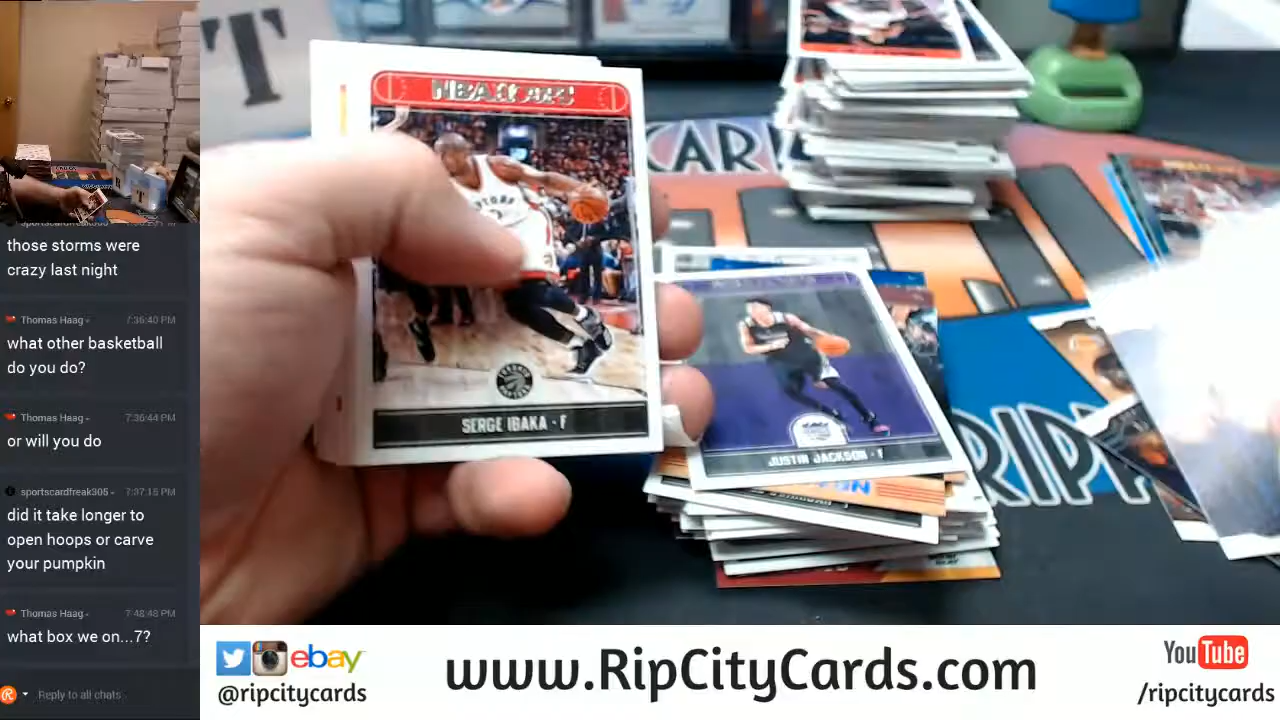 those storms were
crazy last night
Thomas Haag 7:36:40 PM
what other basketball
do you do?
Thomas Haag 7:36:44 PM
or will you do
sportscardfreak305 7:37:15 PM
did it take longer to
open hoops or carve
your pumpkin
Thomas Haag 7:48:48 PM
what box we on...7?
Reply to all chats
T
NBA HOOPS
SERGE IBAKA · F
JUSTIN JACKSON · F
CAR
RIP
ebay
@ripcitycards
www.RipCityCards.com
YouTube
/ripcitycards